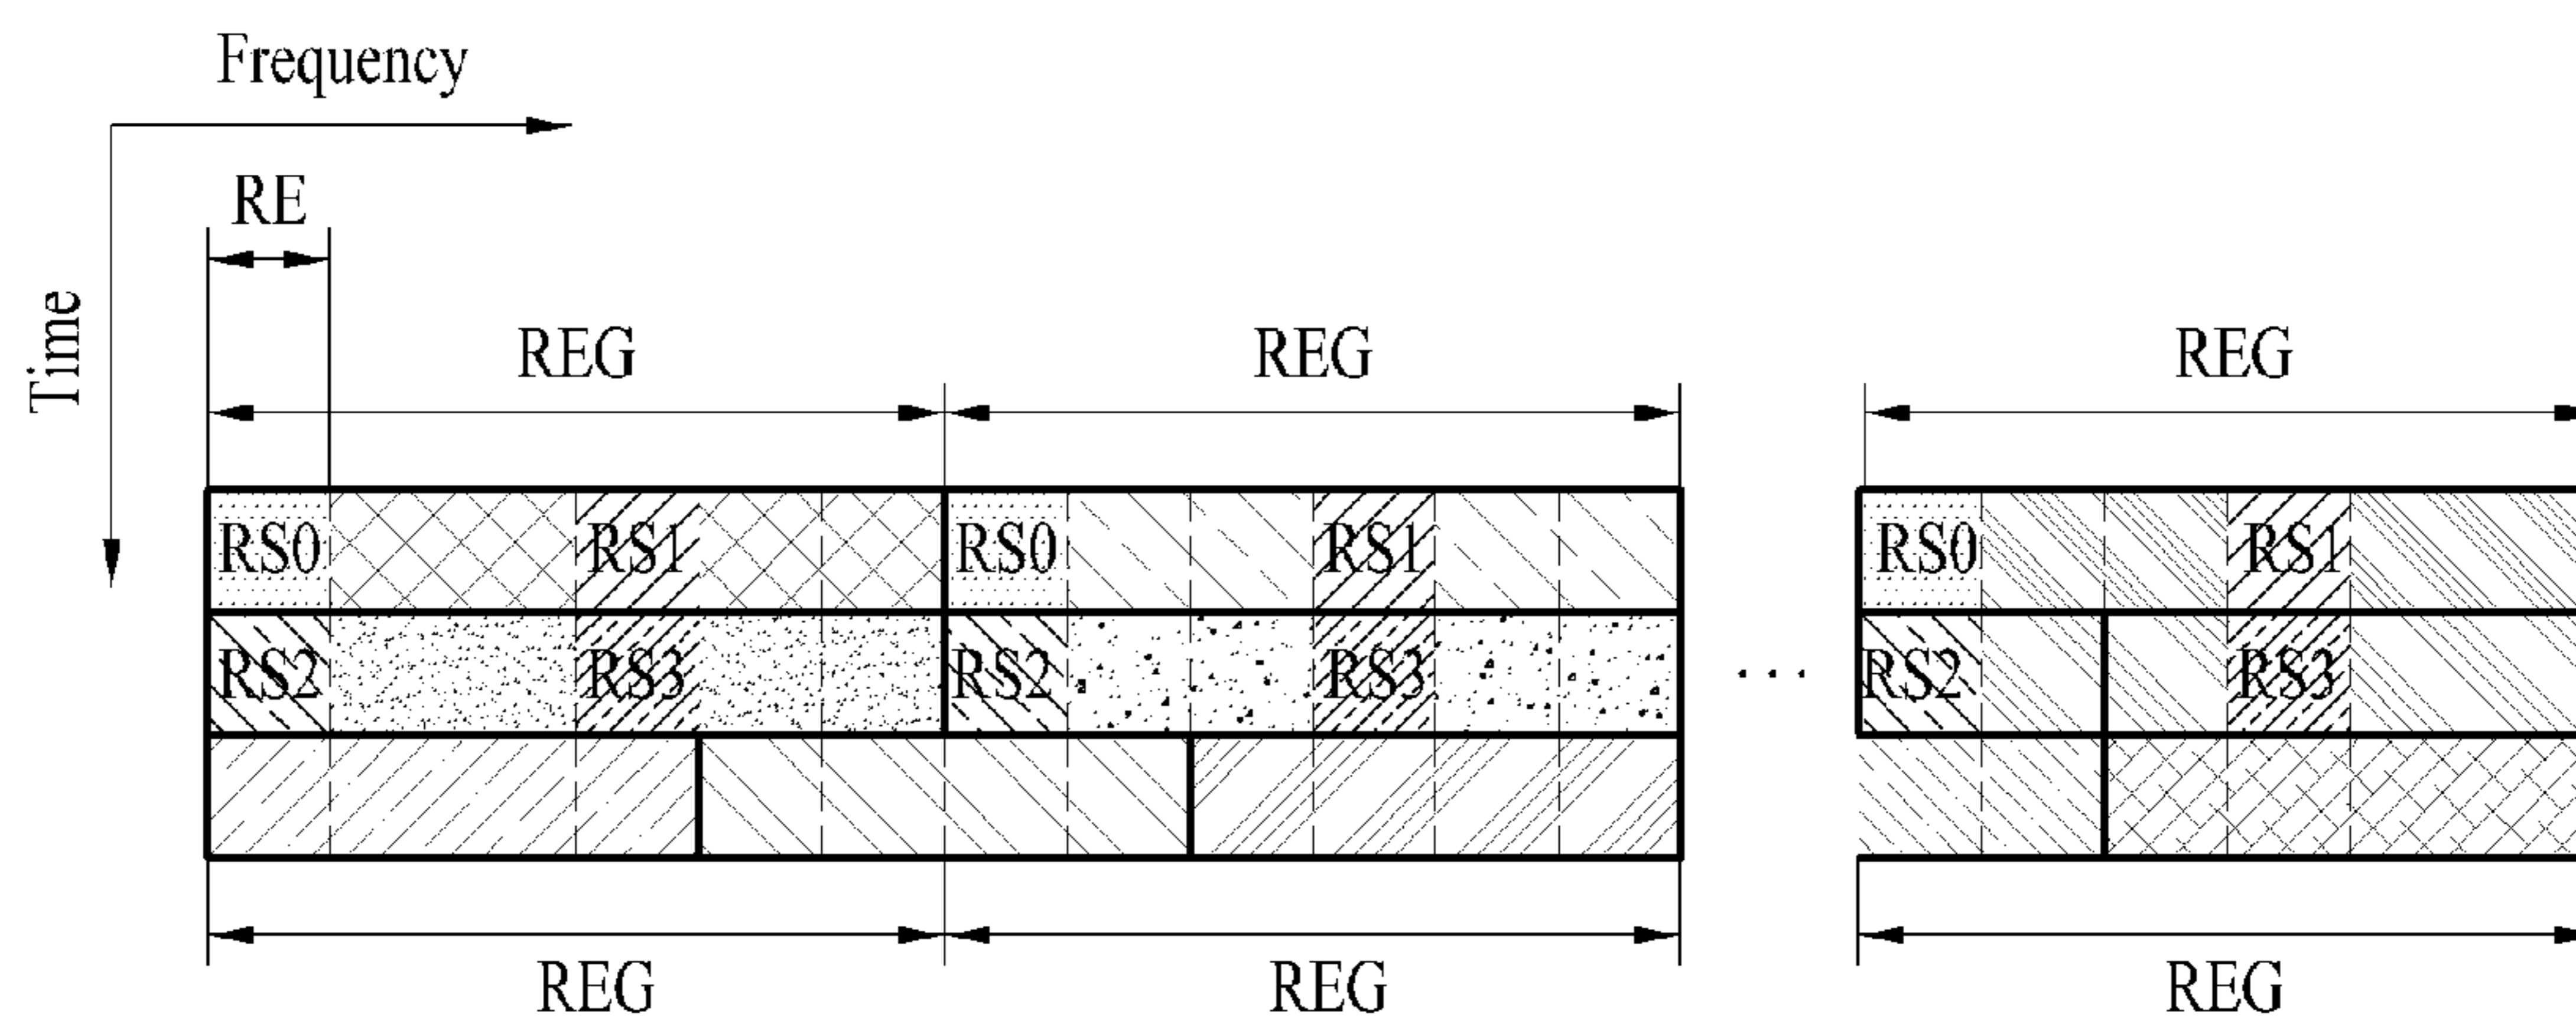 Frequency
RE
Time
REG REG REG
RS0 RS1 RS0 RS1 RS0 RS1
RS2 RS3 RS2 RS3 ... RS2 RS3
REG REG REG